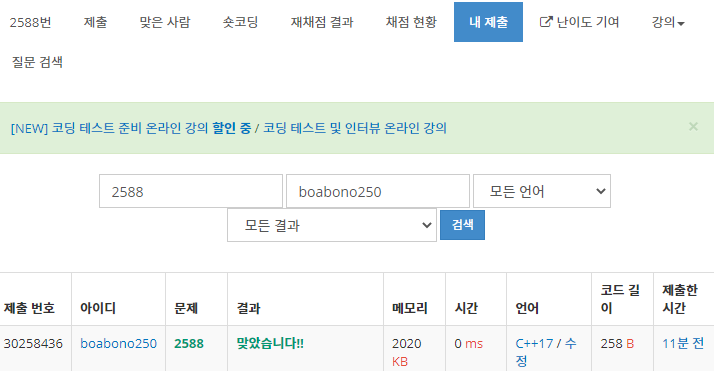 2588번 제출 맞은 사람 숏코딩 재채점 결과 채점 현황 내 제출 난이도 기여 강의
질문 검색
[NEW] 코딩 테스트 준비 온라인 강의 할인 중 / 코딩 테스트 및 인터뷰 온라인 강의 ×
2588 boabono250 모든 언어
모든 결과 검색
제출 번호 아이디 문제 결과 메모리 시간 언어 코드 길
이 제출한
시간
30258436 boabono250 2588 맞았습니다!! 2020
KB 0 ms C++17 / 수
정 258 B 11분 전